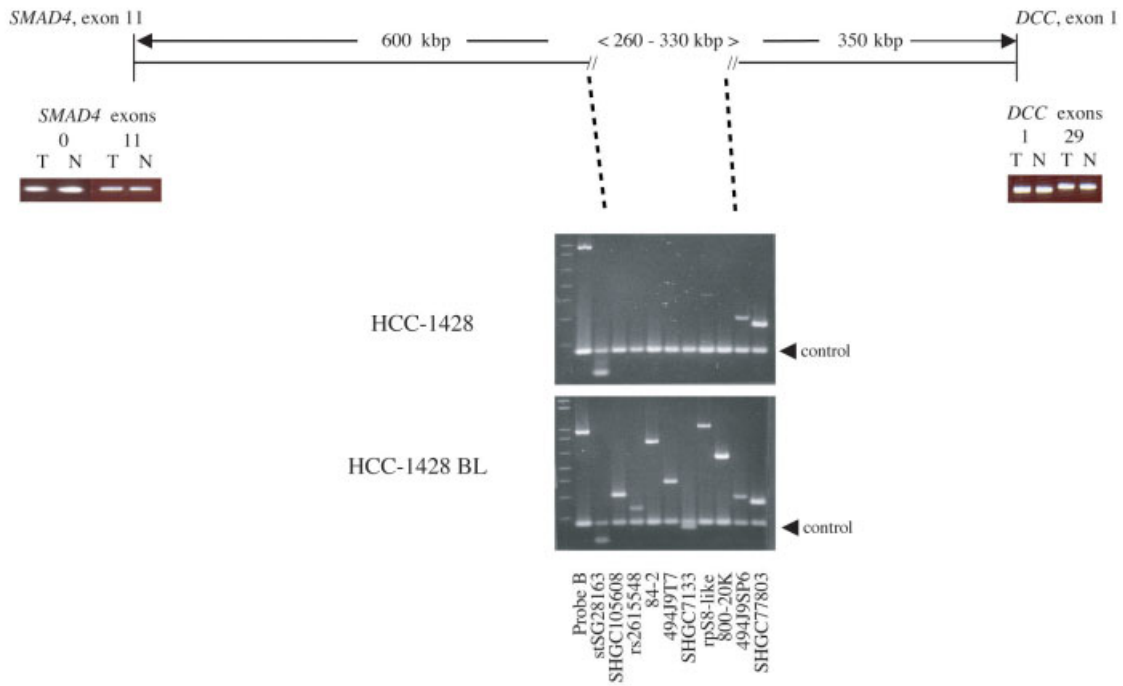 SMAD4, exon 11
DCC, exon 1
600 kbp
< 260 - 330 kbp >
350 kbp
//
//
SMAD4 exons
0 11
T N T N
DCC exons
1 29
T N T N
HCC-1428
control
HCC-1428 BL
control
Probe B
stSG28163
SHGC105608
rs2615548
84-2
494J9T7
SHGC7133
rpS8-like
800-20K
494J9SP6
SHGC77803